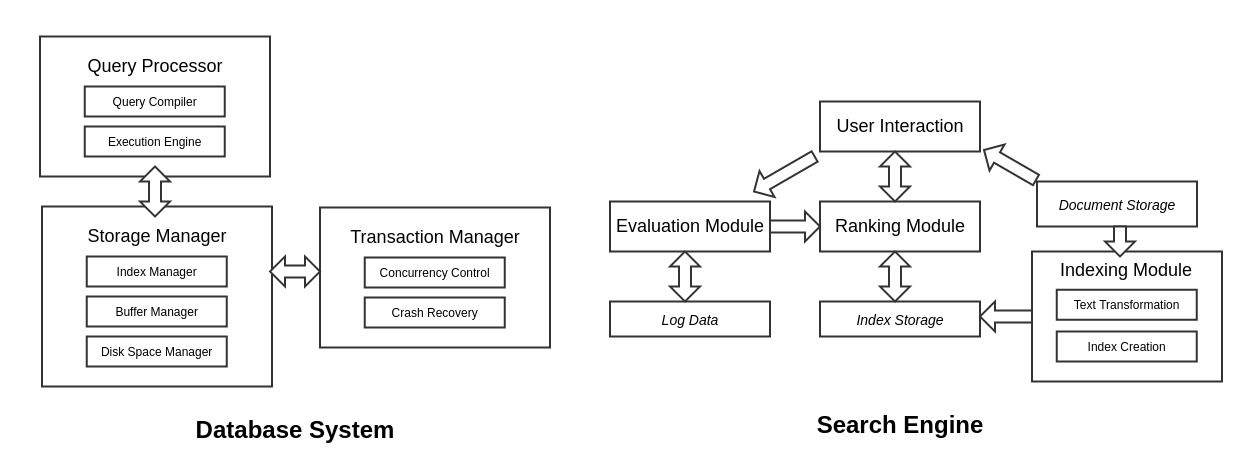 Query Processor
Query Compiler
Execution Engine
Storage Manager
Index Manager
Buffer Manager
Disk Space Manager
Transaction Manager
Concurrency Control
Crash Recovery
Database System
User Interaction
Evaluation Module
Ranking Module
Document Storage
Log Data
Index Storage
Indexing Module
Text Transformation
Index Creation
Search Engine